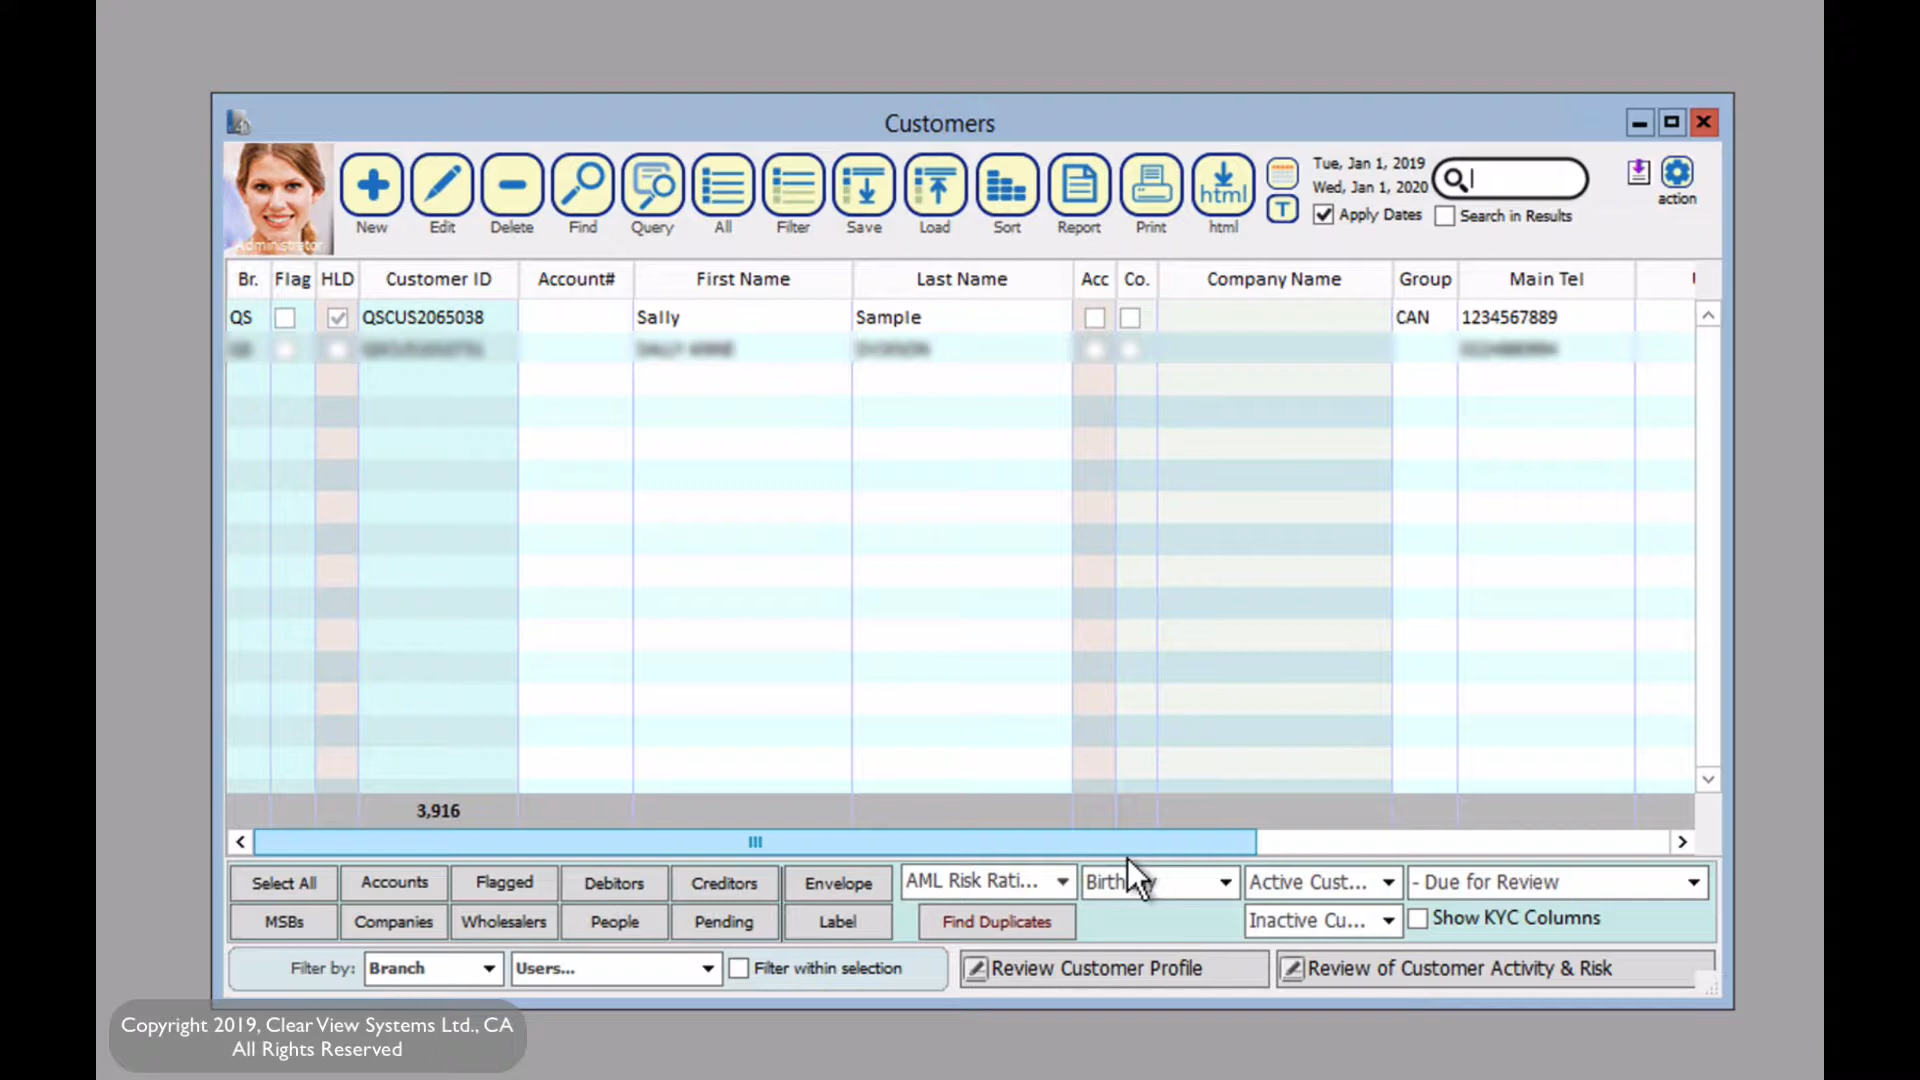 Customers
Administrator
New Edit Delete Find Query All Filter Save Load Sort Report Print html html
T
Tue, Jan 1, 2019
Wed, Jan 1, 2020
Apply Dates Search in Results
action
Br. Flag HLD Customer ID Account# First Name Last Name Acc Co. Company Name Group Main Tel
QS QSCUS2065038 Sally Sample CAN 1234567889
3,916
Select All Accounts Flagged Debitors Creditors Envelope AML Risk Rati... Active Cust... - Due for Review
MSBs Companies Wholesalers People Pending Label Find Duplicates Inactive Cu... Show KYC Columns
Filter by: Branch Users... Filter within selection Review Customer Profile Review of Customer Activity & Risk
Copyright 2019, Clear View Systems Ltd., CA
All Rights Reserved